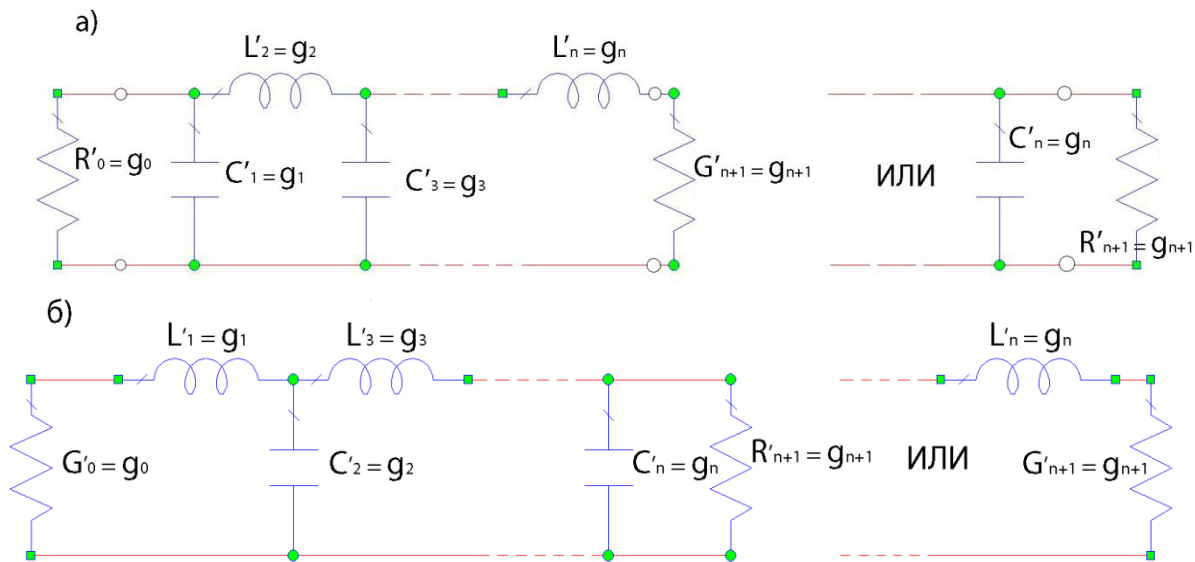 а)
L'2 = g2
L'n = gn
R'0 = g0
C'1 = g1
C'3 = g3
G'n+1 = gn+1
ИЛИ
C'n = gn
R'n+1 = gn+1
б)
L'1 = g1
L'3 = g3
L'n = gn
G'0 = g0
C'2 = g2
C'n = gn
R'n+1 = gn+1
ИЛИ
G'n+1 = gn+1